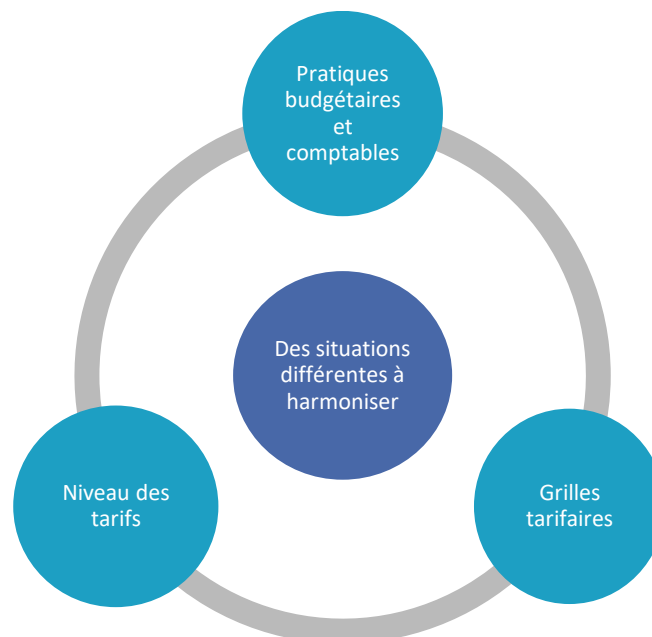 Pratiques
budgétaires
et
comptables
Des situations
différentes à
harmoniser
Niveau des
tarifs
Grilles
tarifaires